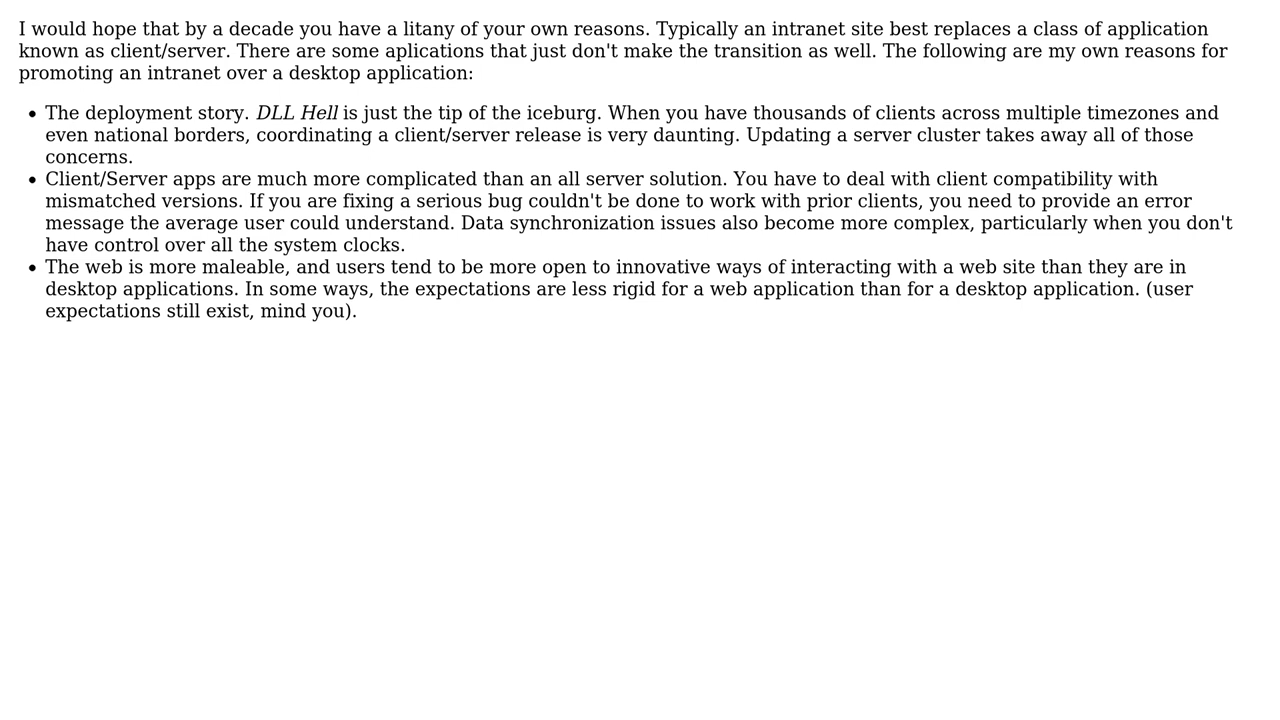 I would hope that by a decade you have a litany of your own reasons. Typically an intranet site best replaces a class of application
known as client/server. There are some aplications that just don't make the transition as well. The following are my own reasons for
promoting an intranet over a desktop application:
• The deployment story. DLL Hell is just the tip of the iceburg. When you have thousands of clients across multiple timezones and
even national borders, coordinating a client/server release is very daunting. Updating a server cluster takes away all of those
concerns.
• Client/Server apps are much more complicated than an all server solution. You have to deal with client compatibility with
mismatched versions. If you are fixing a serious bug couldn't be done to work with prior clients, you need to provide an error
message the average user could understand. Data synchronization issues also become more complex, particularly when you don't
have control over all the system clocks.
• The web is more maleable, and users tend to be more open to innovative ways of interacting with a web site than they are in
desktop applications. In some ways, the expectations are less rigid for a web application than for a desktop application. (user
expectations still exist, mind you).